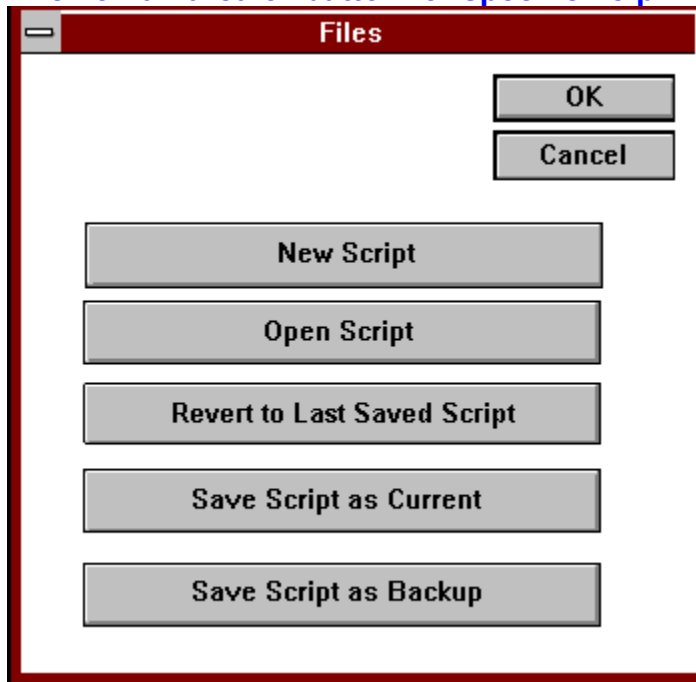 Files
OK
Cancel
New Script
Open Script
Revert to Last Saved Script
Save Script as Current
Save Script as Backup